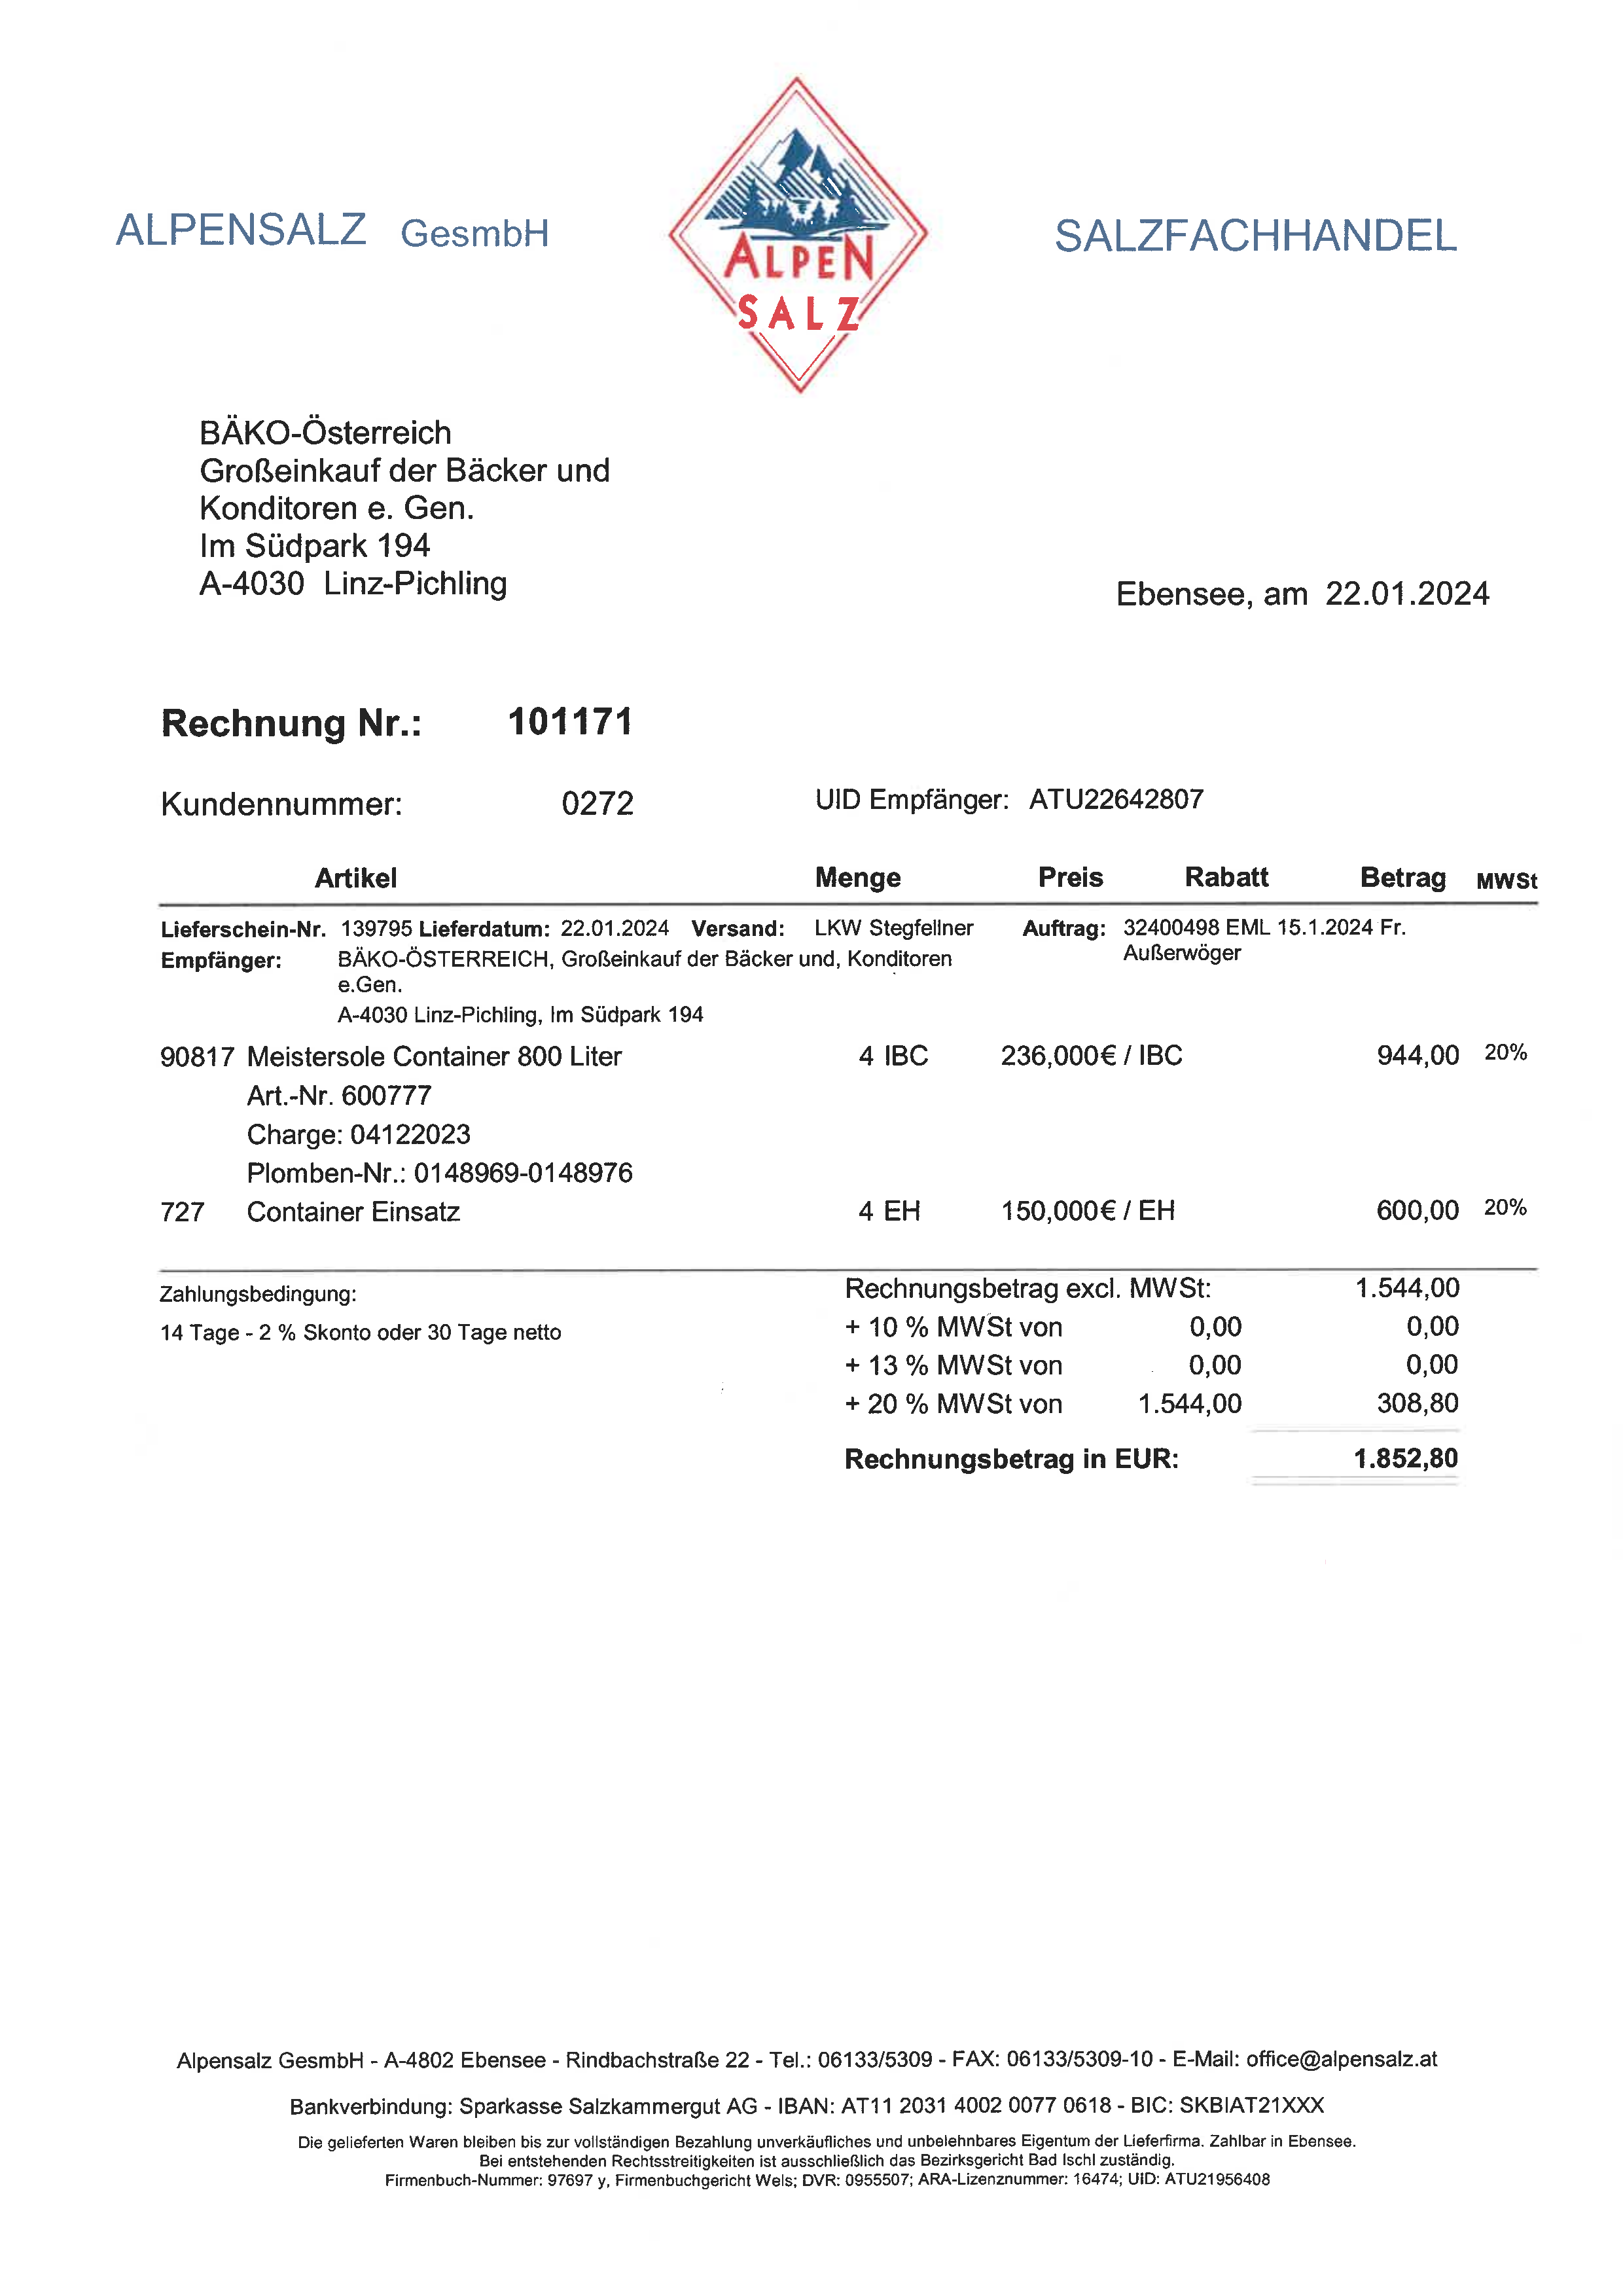 ALPENSALZ GesmbH
ALPEN
SALZ
SALZFACHHANDEL
BÄKO-Österreich
Großeinkauf der Bäcker und
Konditoren e. Gen.
Im Südpark 194
A-4030 Linz-Pichling
Ebensee, am 22.01.2024
Rechnung Nr.: 101171
Kundennummer: 0272 UID Empfänger: ATU22642807
Artikel Menge Preis Rabatt Betrag MWSt
Lieferschein-Nr. 139795 Lieferdatum: 22.01.2024 Versand: LKW Stegfellner Auftrag: 32400498 EML 15.1.2024 Fr.
Außerwöger
Empfänger: BÄKO-ÖSTERREICH, Großeinkauf der Bäcker und, Konditoren
e.Gen.
A-4030 Linz-Pichling, Im Südpark 194
90817 Meistersole Container 800 Liter 4 IBC 236,000€ / IBC 944,00 20%
Art.-Nr. 600777
Charge: 04122023
Plomben-Nr.: 0148969-0148976
727 Container Einsatz 4 EH 150,000€ / EH 600,00 20%
Zahlungsbedingung:
14 Tage - 2 % Skonto oder 30 Tage netto
Rechnungsbetrag excl. MWSt: 1.544,00
+ 10 % MWSt von 0,00 0,00
+ 13 % MWSt von 0,00 0,00
+ 20 % MWSt von 1.544,00 308,80
Rechnungsbetrag in EUR: 1.852,80
Alpensalz GesmbH - A-4802 Ebensee - Rindbachstraße 22 - Tel.: 06133/5309 - FAX: 06133/5309-10 - E-Mail: office@alpensalz.at
Bankverbindung: Sparkasse Salzkammergut AG - IBAN: AT11 2031 4002 0077 0618 - BIC: SKBIAT21XXX
Die gelieferten Waren bleiben bis zur vollständigen Bezahlung unverkäufliches und unbelehnbares Eigentum der Lieferfirma. Zahlbar in Ebensee.
Bei entstehenden Rechtsstreitigkeiten ist ausschließlich das Bezirksgericht Bad Ischl zuständig.
Firmenbuch-Nummer: 97697 y, Firmenbuchgericht Wels; DVR: 0955507; ARA-Lizenznummer: 16474; UID: ATU21956408